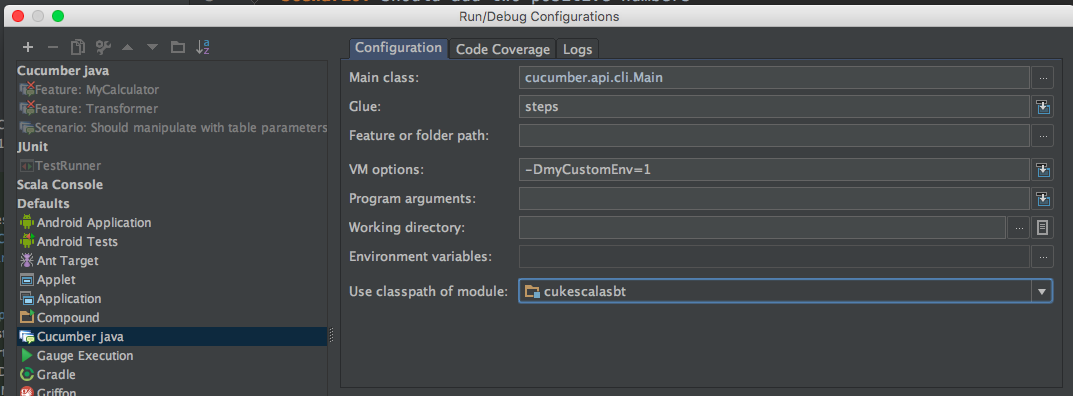 Run/Debug Configurations
Cucumber java
Feature: MyCalculator
Feature: Transformer
Scenario: Should manipulate with table parameters
JUnit
TestRunner
Scala Console
Defaults
Android Application
Android Tests
Ant Target
Applet
Application
Compound
Cucumber java
Gauge Execution
Gradle
Griffon
Configuration
Code Coverage
Logs
Main class:
cucumber.api.cli.Main
...
Glue:
steps
Feature or folder path:
...
VM options:
-DmyCustomEnv=1
Program arguments:
Working directory:
...
Environment variables:
...
Use classpath of module:
cukescalasbt